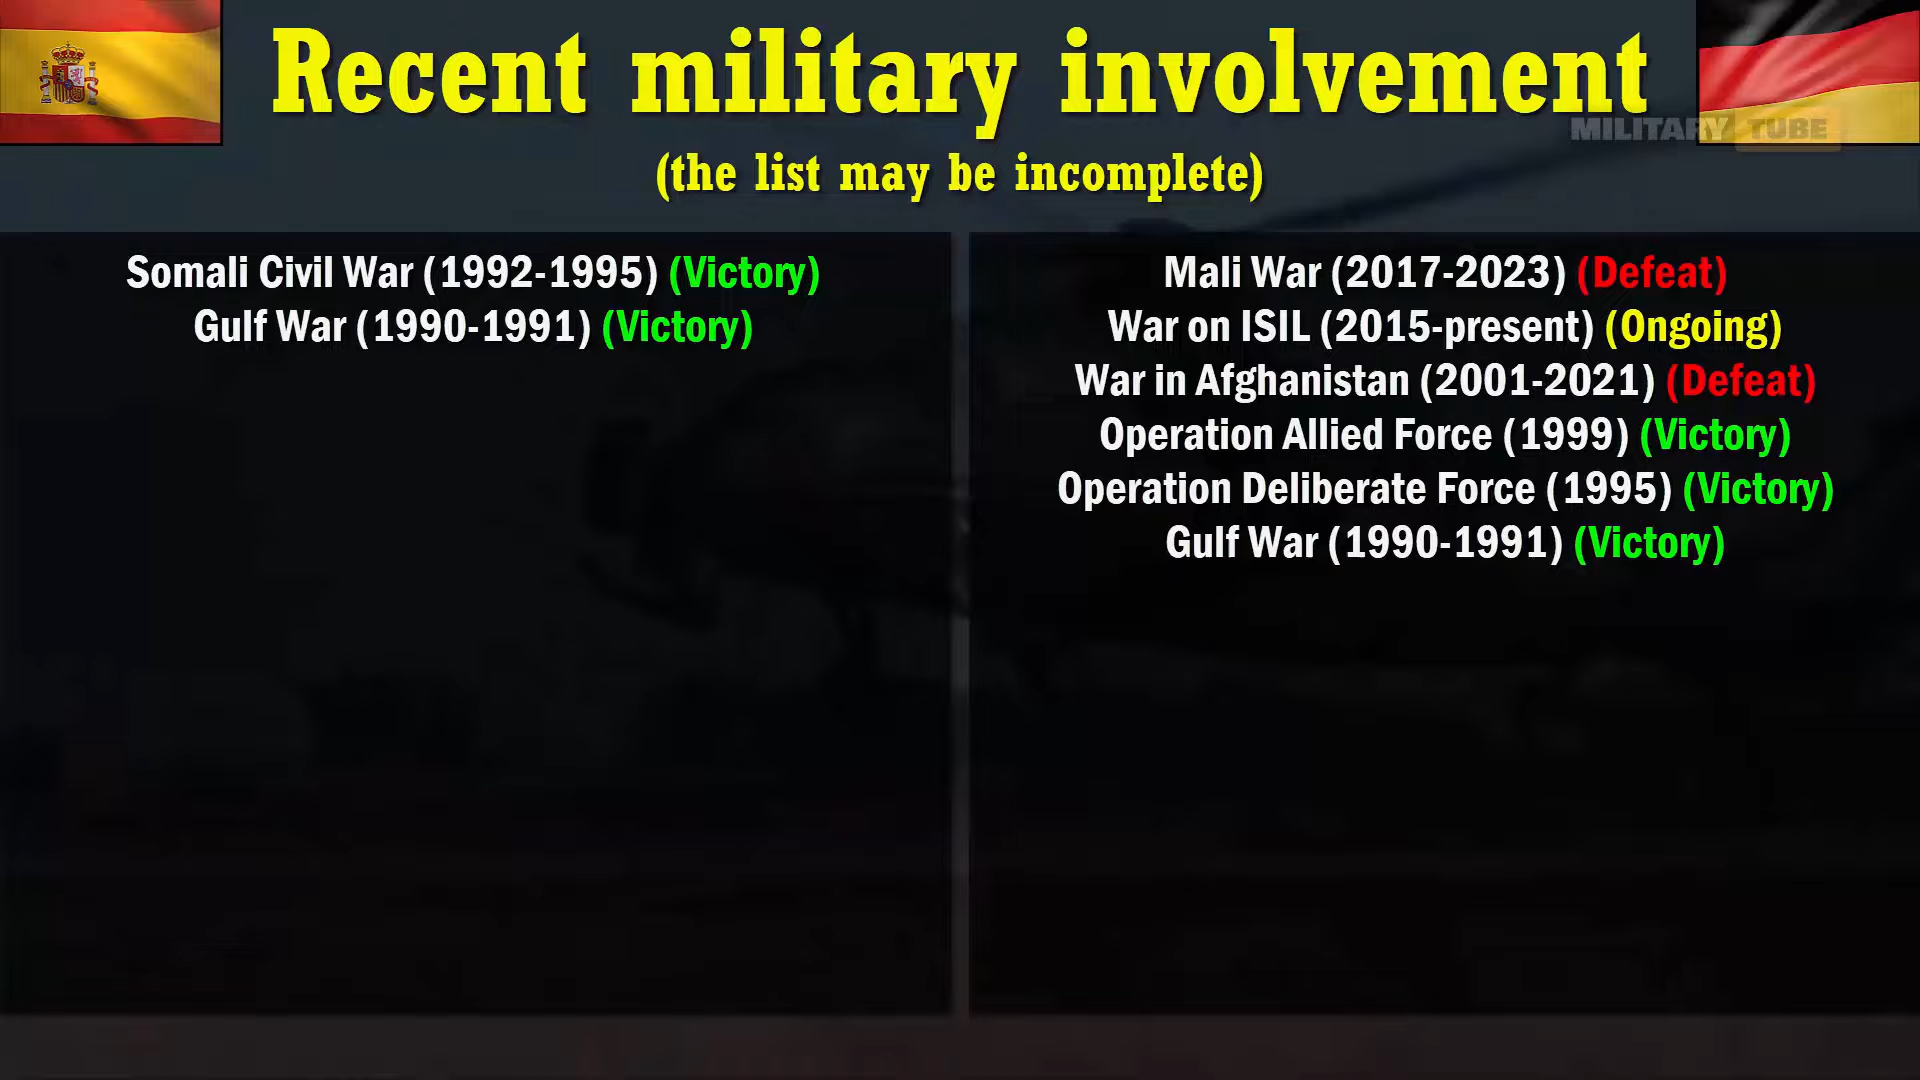 Recent military involvement
MILITARY TUBE
(the list may be incomplete)
Somali Civil War (1992-1995) (Victory)
Gulf War (1990-1991) (Victory)
Mali War (2017-2023) (Defeat)
War on ISIL (2015-present) (Ongoing)
War in Afghanistan (2001-2021) (Defeat)
Operation Allied Force (1999) (Victory)
Operation Deliberate Force (1995) (Victory)
Gulf War (1990-1991) (Victory)